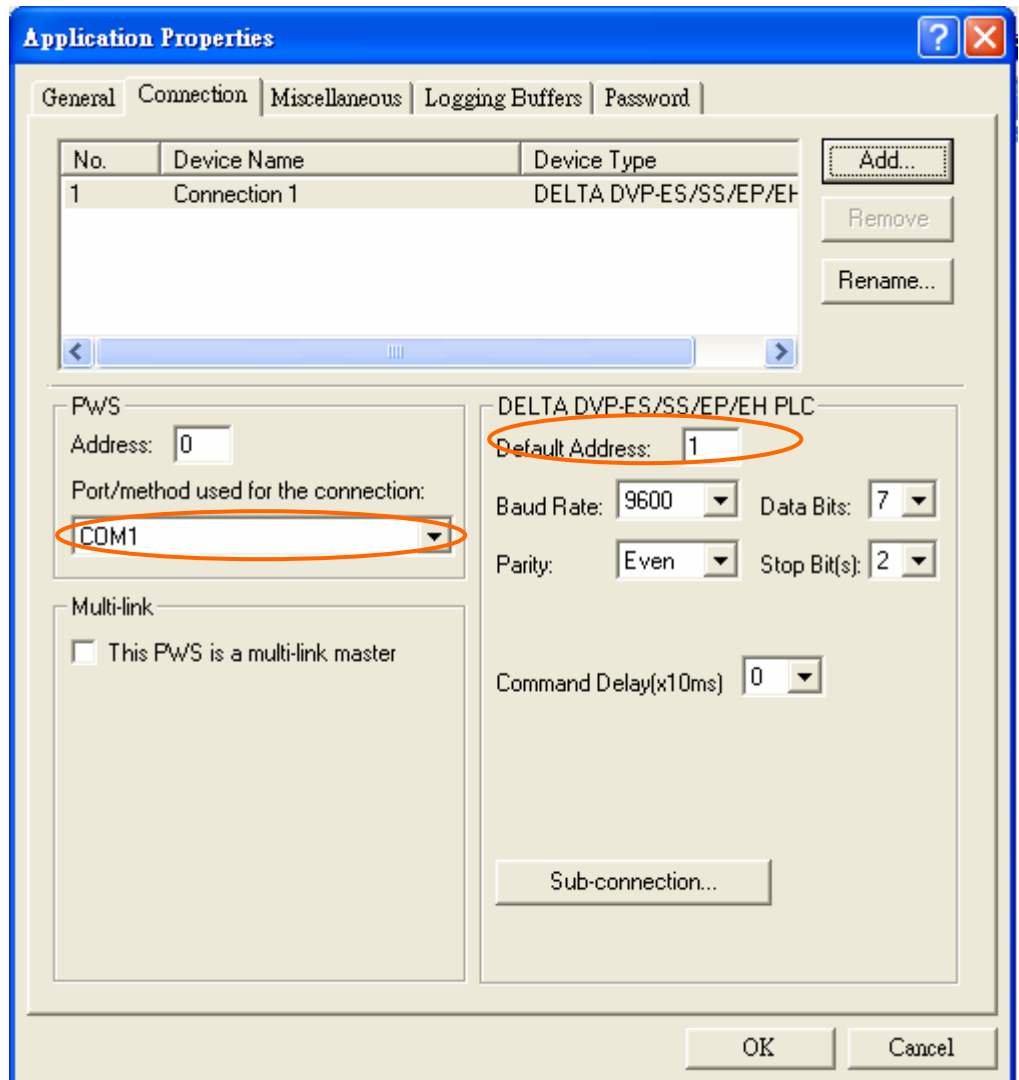 Application Properties
General Connection Miscellaneous Logging Buffers Password
No. Device Name Device Type
1 Connection 1 DELTA DVP-ES/SS/EP/EH
Add...
Remove
Rename...
PWS
Address: 0
Port/method used for the connection:
COM1
Multi-link
This PWS is a multi-link master
DELTA DVP-ES/SS/EP/EH PLC
Default Address: 1
Baud Rate: 9600 Data Bits: 7
Parity: Even Stop Bit(s): 2
Command Delay(x10ms) 0
Sub-connection...
OK Cancel